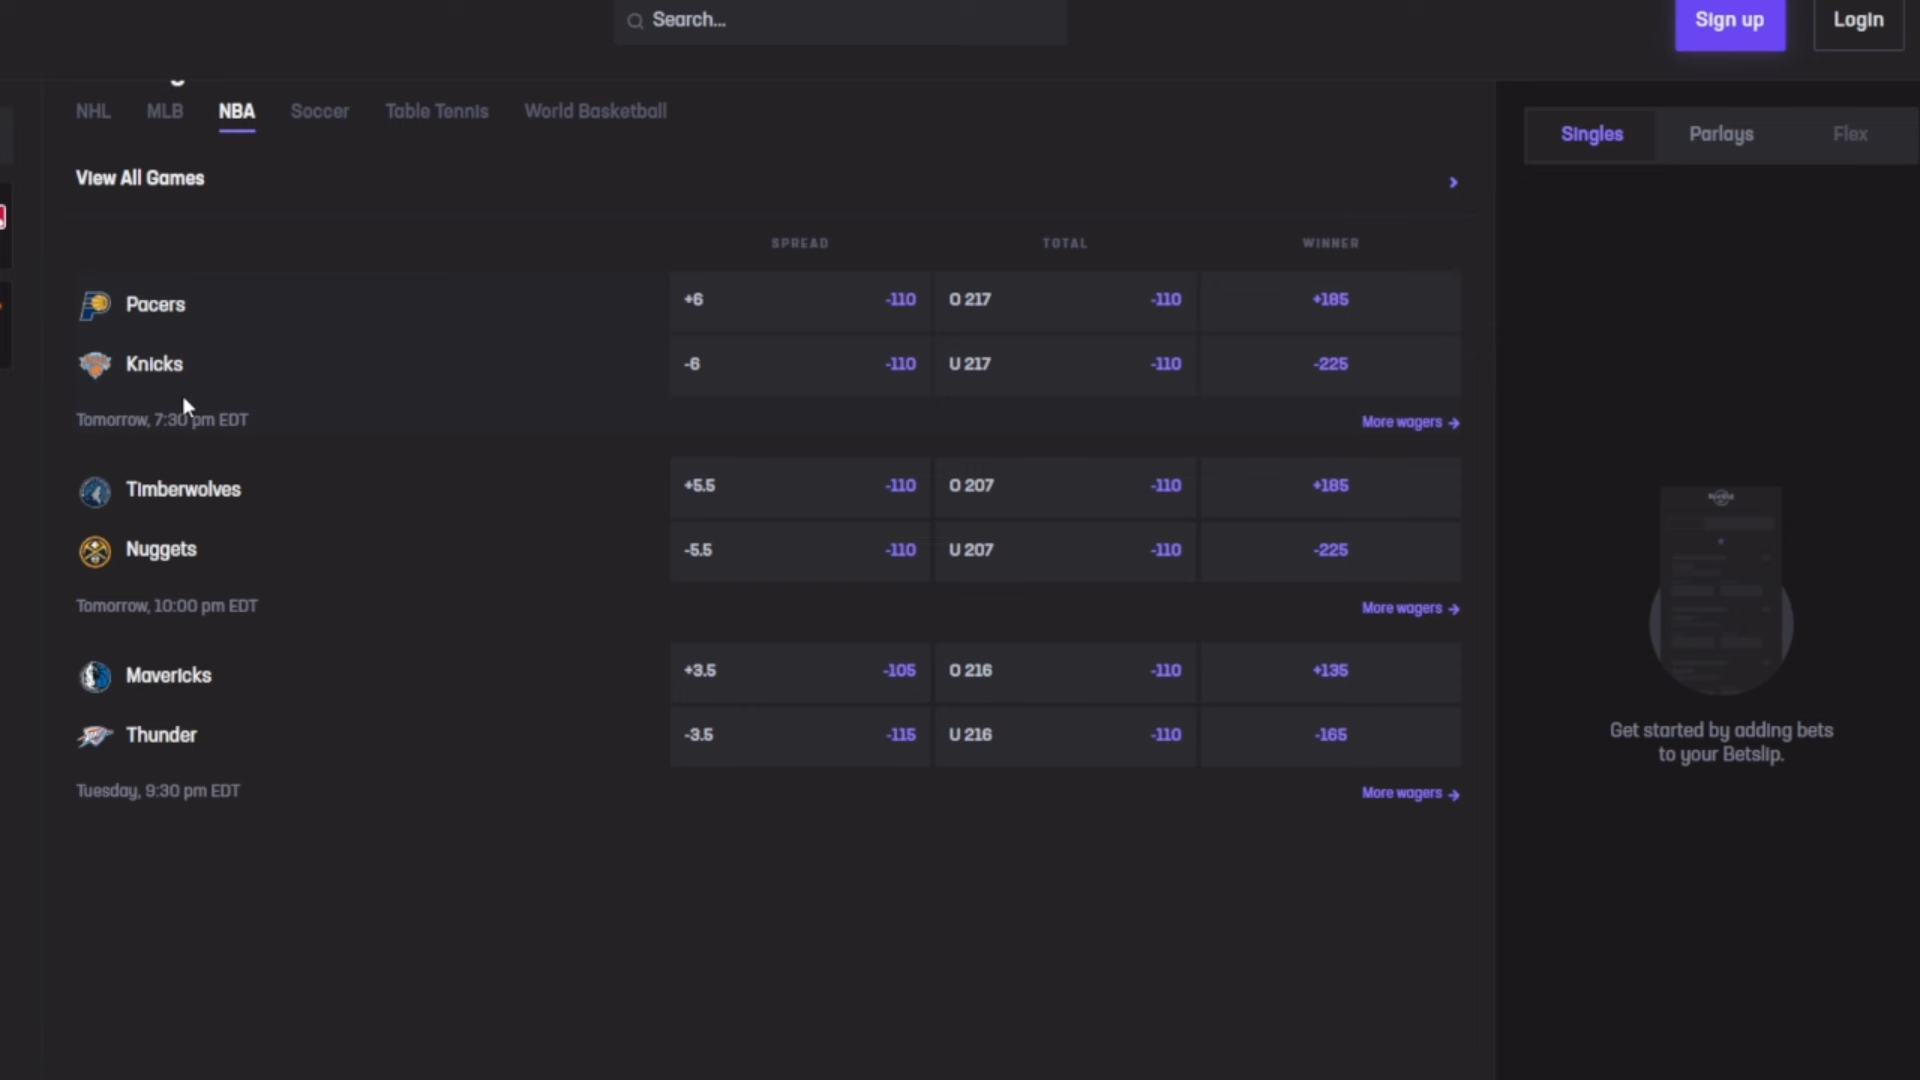 Search...
Sign up
Login
NHL MLB NBA Soccer Table Tennis World Basketball
Singles Parlays Flex
View All Games
SPREAD TOTAL WINNER
Pacers +6 -110 O 217 -110 +185
Knicks -6 -110 U 217 -110 -225
Tomorrow, 7:30 pm EDT More wagers
Timberwolves +5.5 -110 O 207 -110 +185
Nuggets -5.5 -110 U 207 -110 -225
Tomorrow, 10:00 pm EDT More wagers
Mavericks +3.5 -105 O 216 -110 +135
Thunder -3.5 -115 U 216 -110 -165
Tuesday, 9:30 pm EDT More wagers
Get started by adding bets
to your Betslip.